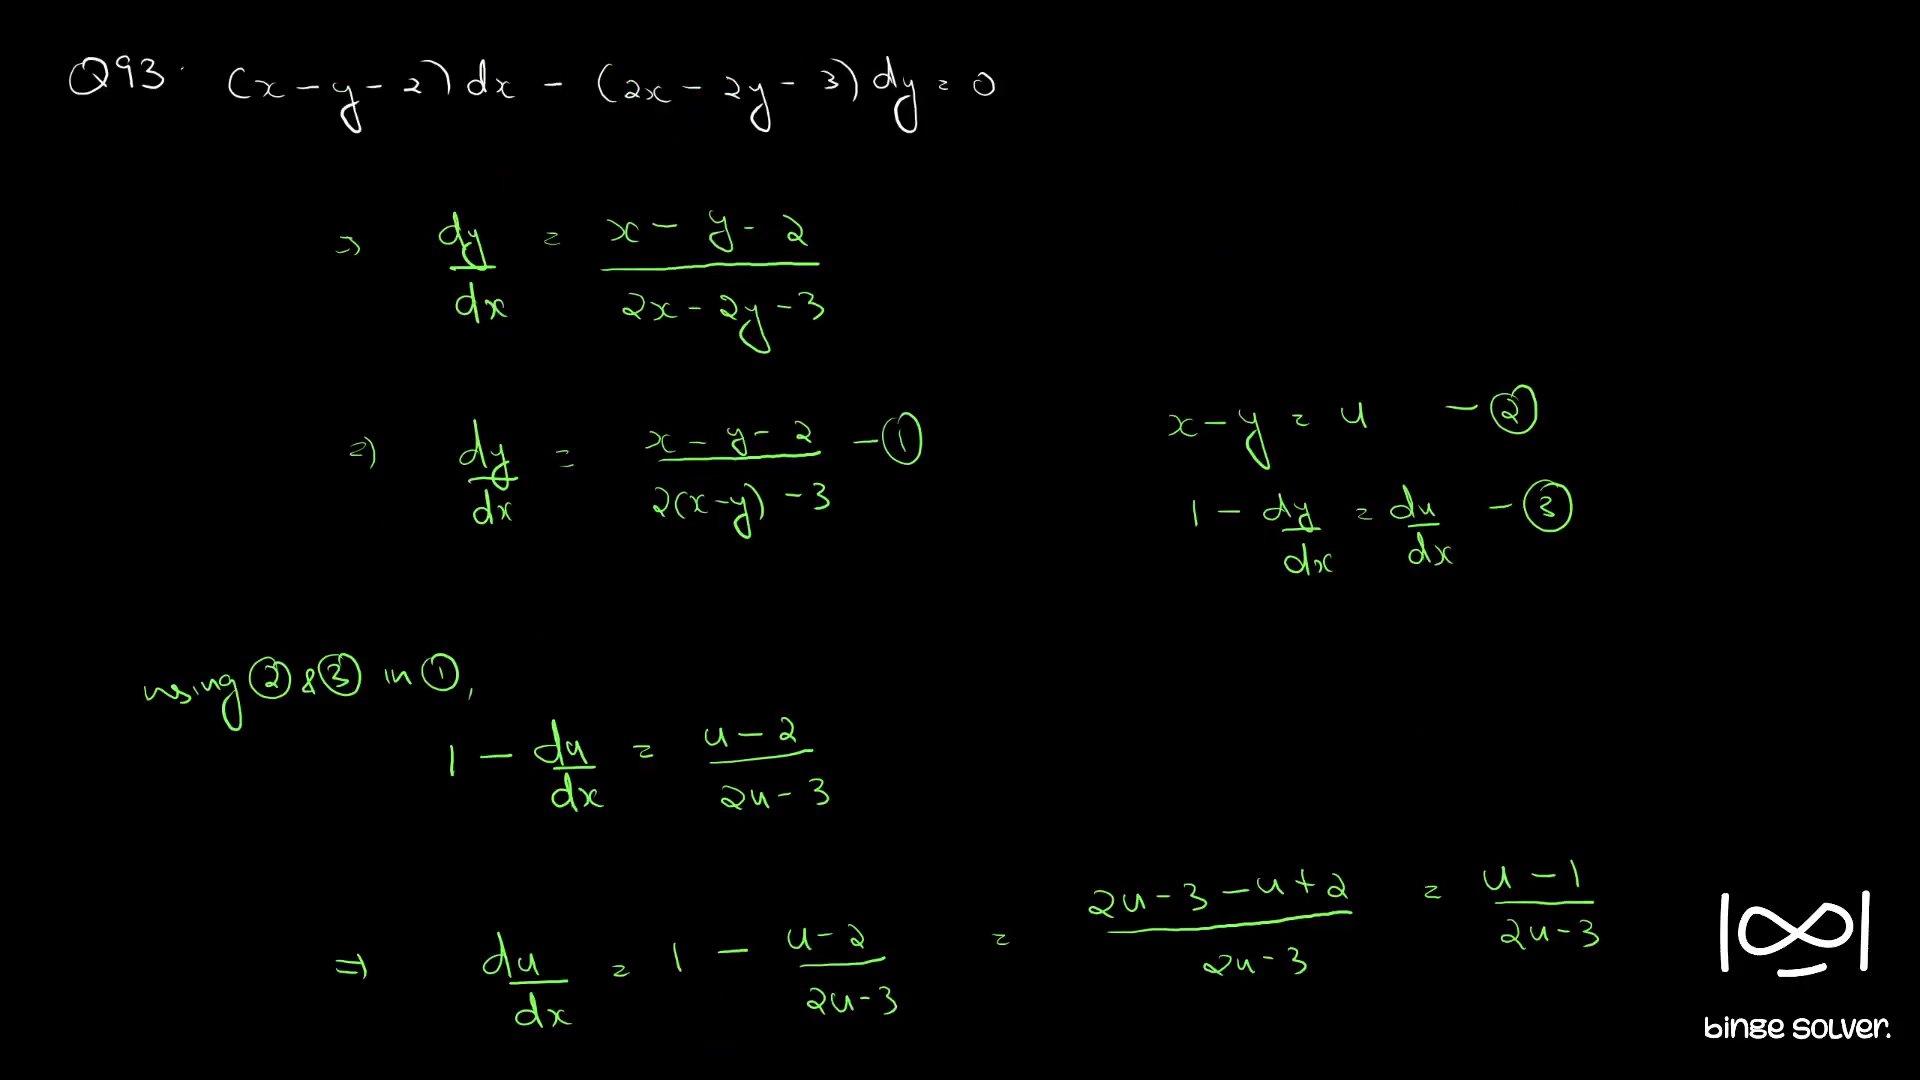 Q93. (x-y-2)dx - (2x-2y-3)dy = 0
⇒ dy/dx = (x-y-2)/(2x-2y-3)
⇒ dy/dx = (x-y-2)/(2(x-y)-3) - ①
x-y = u - ②
1 - dy/dx = du/dx - ③
using ② & ③ in ①,
1 - du/dx = (u-2)/(2u-3)
⇒ du/dx = 1 - (u-2)/(2u-3) = (2u-3-u+2)/(2u-3) = (u-1)/(2u-3)
binge solver.